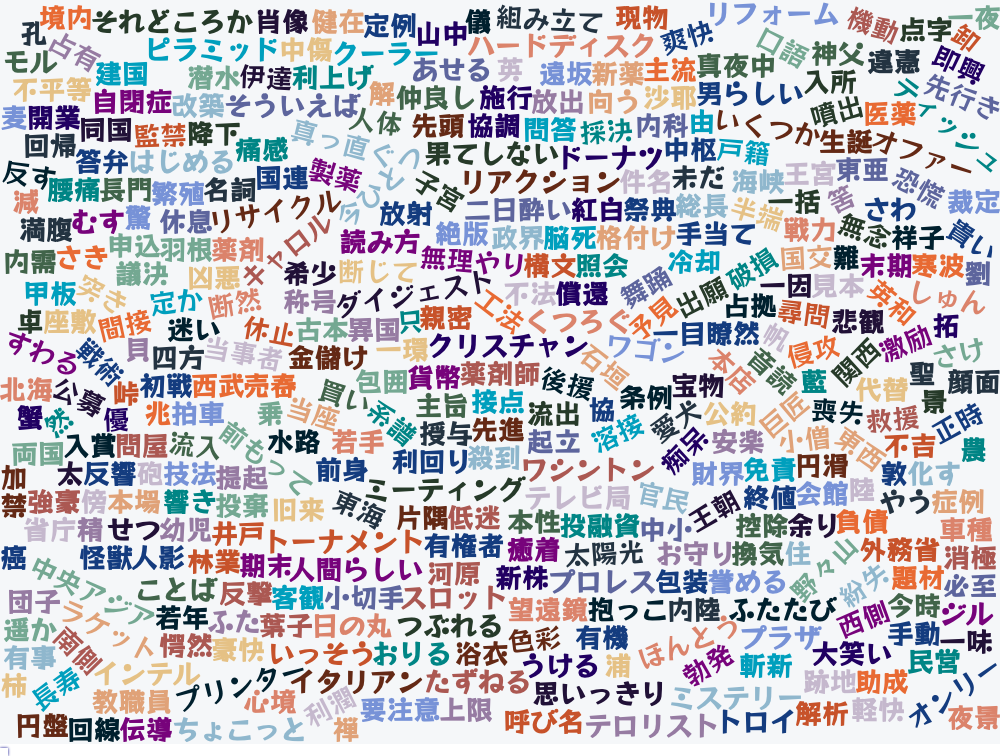 孔 境内 それどころか 肖像 健在 定例 山中 儀 組み立て 現物 リフォーム 機動 点字 一夜
モル 占有 ピラミッド 中傷 クーラー ハードディスク 爽快 口語 神父 違憲 卸 即興
不平等 建国 潜水 伊達 利上げ あせる 英 遠坂 新薬 主流 真夜中 入所 ティッシュ 先行き
麦 開業 自閉症 改築 そういえば 解 仲良し 施行 放出 向う 沙耶 男らしい 噴出 医薬
回帰 同国 監禁 降下 痛感 真っ直ぐ 人体 先頭 協調 問答 採決 内科 由 いくつか 生誕 オファー
反す 答弁 はじめる 国連 製薬 果てしない ドーナツ 中枢 戸籍 王宮 東亜 恐慌
減 腰痛 長門 繁殖 名詞 子宮 リアクション 件名 未だ 海峡 一括 笛 さわ 裁定
満腹 むす 驚 休息 リサイクル 放射 二日酔い 紅白 祭典 総長 半端 戦力 無念 祥子 貴い
内需 さき 申込 羽根 薬剤 キャロル 読み方 絶版 政界 脳死 格付け 手当て 国交 難 末期 寒波 劉
甲板 突き 議決 凶悪 希少 断じて 無理やり 構文 照会 冷却 舞踊 破損 一因 見本 英和 しゅん
卓 座敷 間接 定か 断然 称号 ダイジェスト 工法 不法 償還 予見 出願 占拠 尋問 悲観 拓
すわる 戦術 貝 迷い 休止 古本 異国 只 親密 くつろぐ 一目瞭然 帆 侵攻 関西 激励 さけ
四方 当事者 金儲け 一環 クリスチャン 石垣 ワゴン 本店 音読 藍 代替 聖 顔面
北海 公募 峠 初戦 西武 売春 買い 包囲 貨幣 薬剤師 後援 条例 宝物 巨匠 喪失 救援 景 正時
蟹 然 優 兆 拍車 乗 当座 系譜 主旨 接点 流出 協 愛犬 公約 小僧 東西 不吉 農
両国 入賞 問屋 流入 前もって 水路 若手 授与 先進 起立 溶接 痴呆 安楽
加 太 反響 砲 技法 提起 前身 利回り 殺到 ワシントン 財界 免責 円滑 敦 化す
禁 強豪 傍 本場 響き 投棄 旧来 東海 ミーティング テレビ局 官民 王朝 終値 会館 陸 やう 症例
省庁 精 せつ 幼児 井戸 片隅 低迷 本性 投融資 中小 控除 余り 負債 車種
癌 怪獣 人影 林業 期末 トーナメント 有権者 癒着 太陽光 お守り 換気 住 野々山 外務省 消極
中央アジア ことば 反撃 人間らしい 河原 新株 プロレス 包装 誉める 紛失 題材 必至
団子 ラケット 若年 客観 小切手 スロット 望遠鏡 抱っこ 内陸 ふたたび 西側 今時 ジル
遥か 南側 愕然 ふた 葉子 日の丸 つぶれる 色彩 有機 ほんとう プラザ 手動 一味
有事 豪快 いっそう おりる 浴衣 うける 浦 勃発 斬新 大笑い 民営
柿 長寿 インテル プリンター イタリアン たずねる 思いっきり ミステリー 跡地 助成 オンリー
教職員 心境 利潤 要注意 上限 呼び名 テロリスト トロイ 解析 軽快 夜景
円盤 回線 伝導 ちょこっと 禅